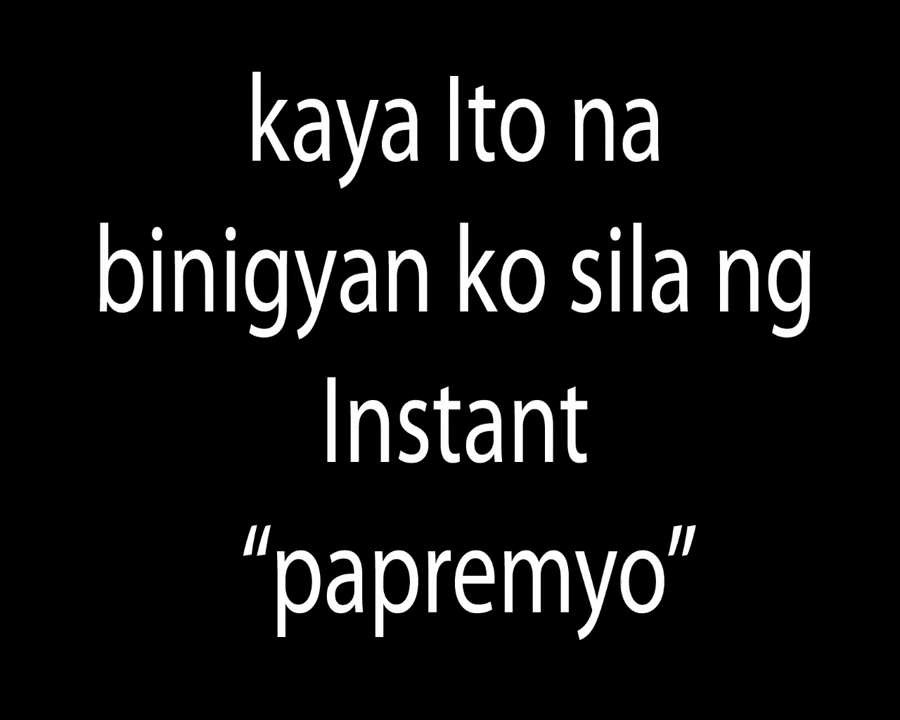 kaya Ito na
binigyan ko sila ng
Instant
“papremyo”